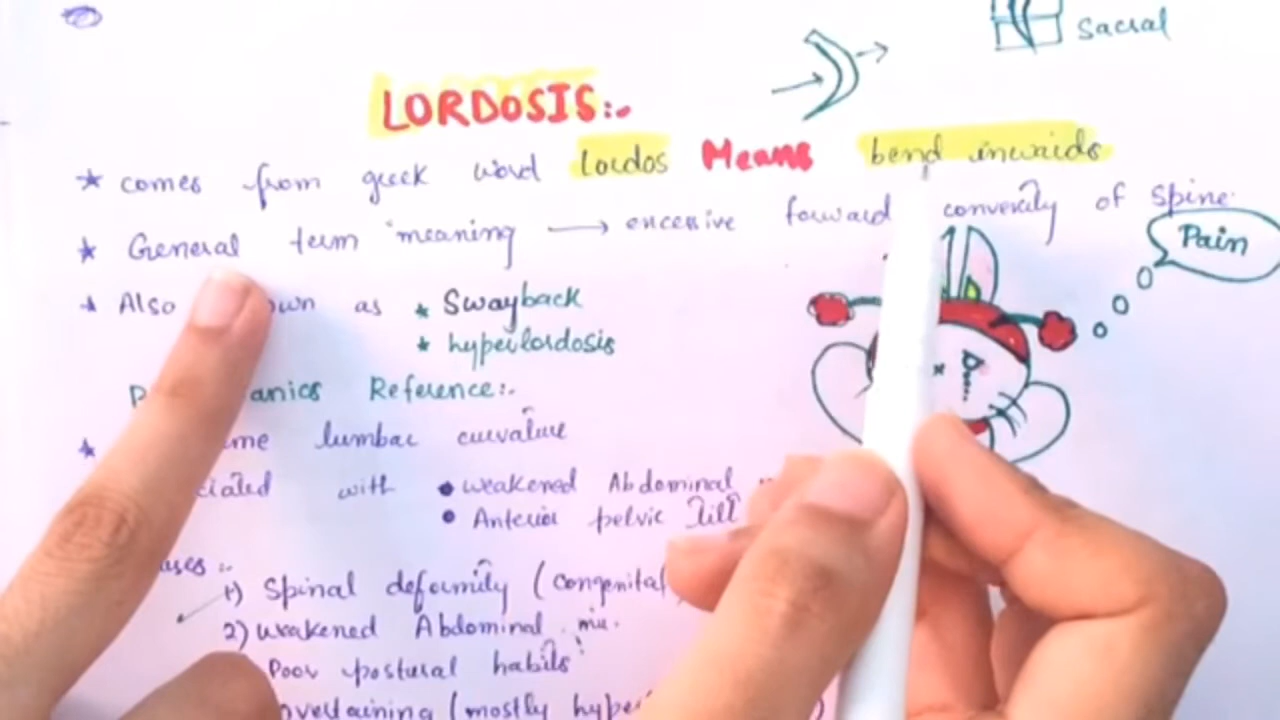 Sacral
LORDOSIS:-
★ comes from greek word lordos Means bend inwards
★ General term meaning → excessive forward convexity of Spine.
Pain
★ Also as ★ Swayback
★ hyperlordosis
Reference:-
★ lumbar curvature
with • weakened Abdominal
• Anterior pelvic Tilt
1) Spinal deformity (Congenital
2) weakened Abdominal mu.
Poor postural habits
(mostly